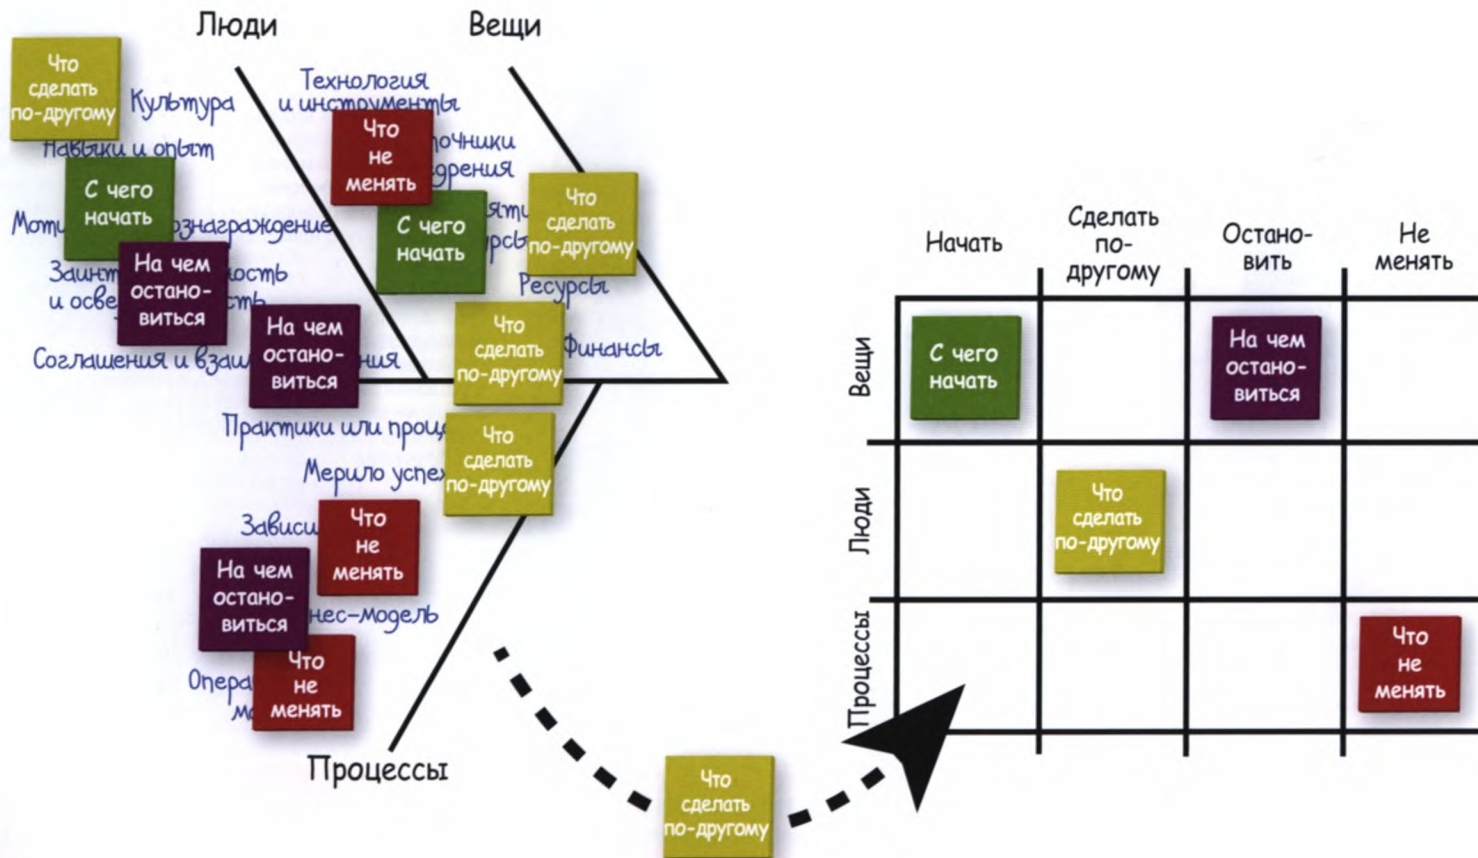 Люди
Вещи
Что
сделать
по-другому
Культура
Технология
и инструменты
Что
не
менять
Навыки и опыт
С чего
начать
С чего
начать
Что
сделать
по-другому
На чем
остано-
виться
Ресурсы
На чем
остано-
виться
Что
сделать
по-другому
Финансы
Соглашения и
Практики или
Что
сделать
по-другому
Мерило
Что
не
менять
На чем
остано-
виться
Что
не
менять
Процессы
Что
сделать
по-другому
Начать
Сделать
по-
другому
Остано-
вить
Не
менять
Вещи
С чего
начать
На чем
остано-
виться
Люди
Что
сделать
по-другому
Процессы
Что
не
менять